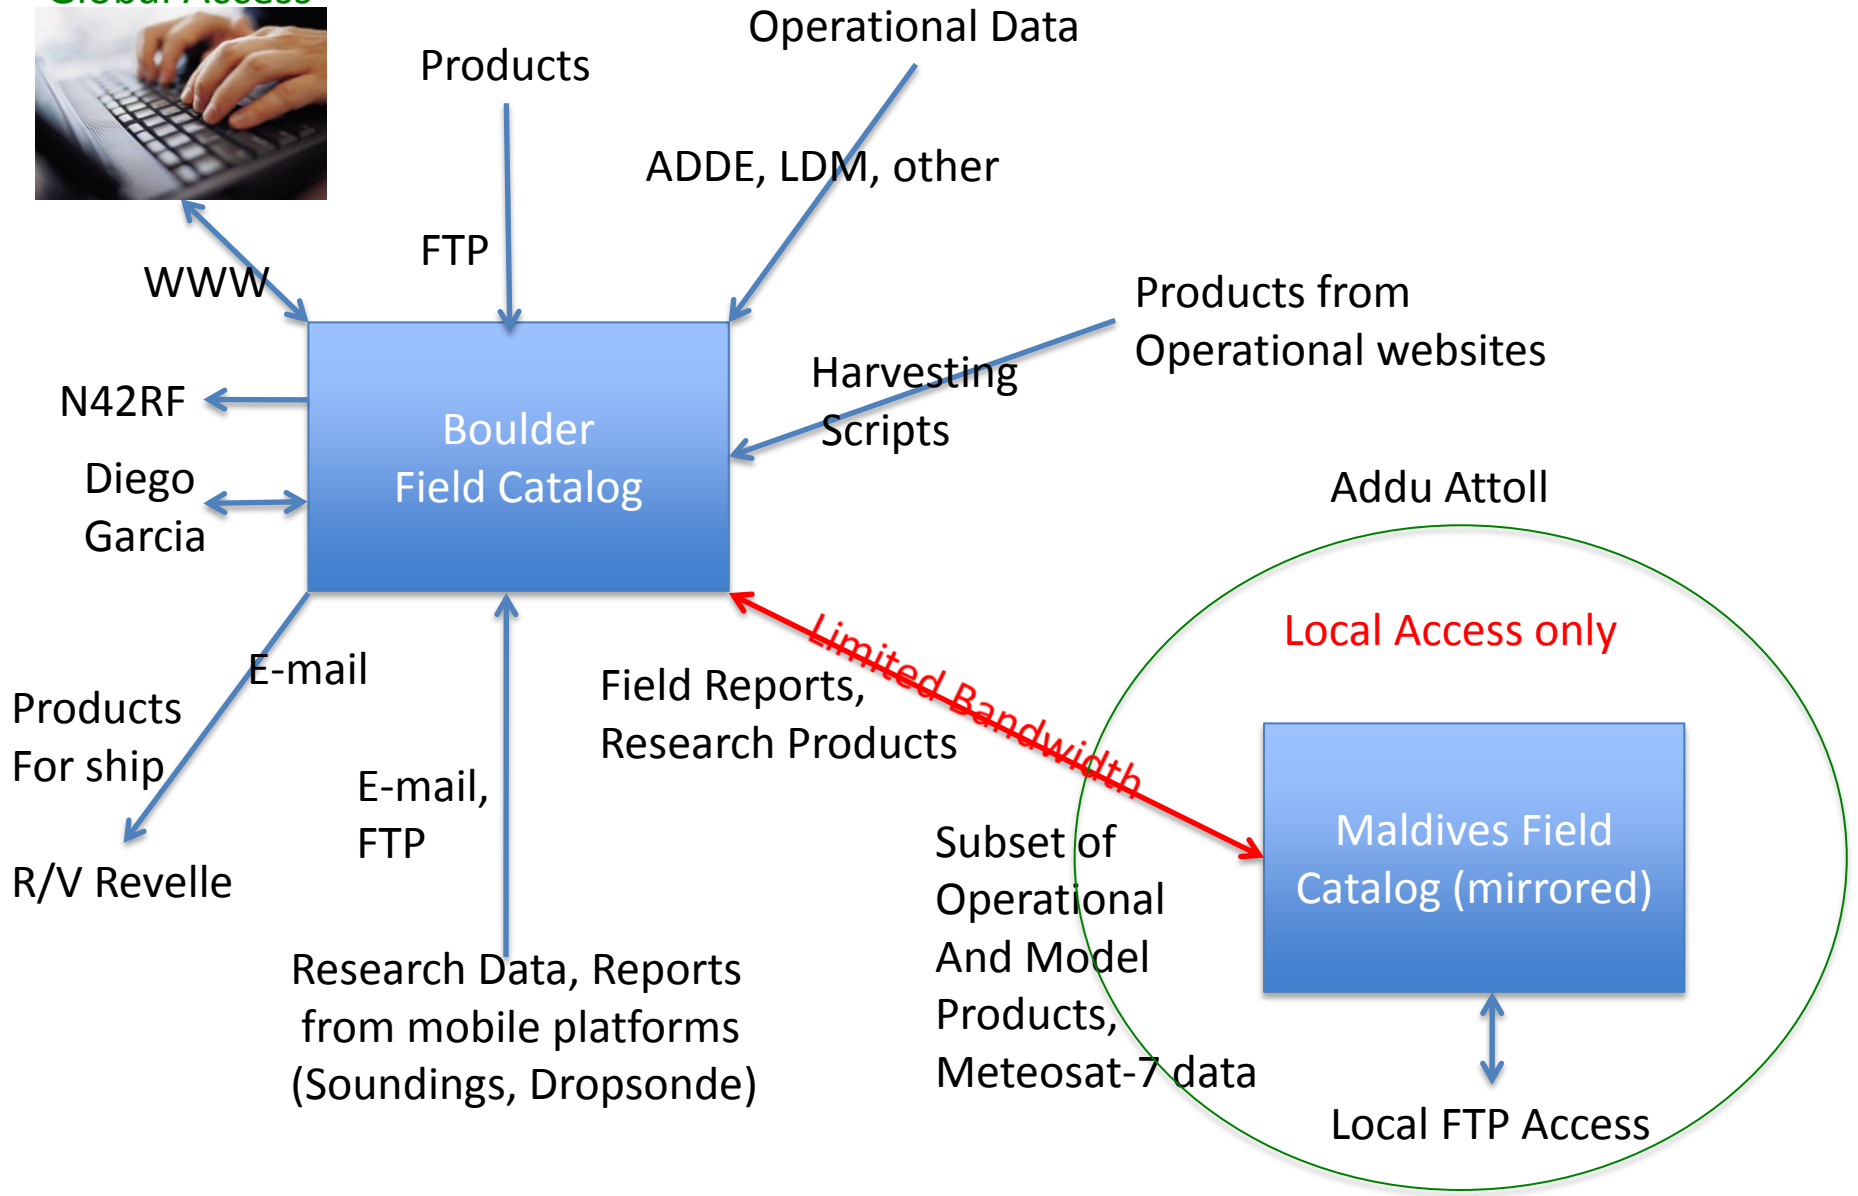 Global Access
Products
Operational Data
ADDE, LDM, other
FTP
WWW
Products from
Operational websites
Harvesting
Scripts
N42RF
Boulder
Field Catalog
Diego
Garcia
Addu Attoll
Limited Bandwidth
Local Access only
E-mail
Field Reports,
Research Products
Products
For ship
E-mail,
FTP
R/V Revelle
Subset of
Operational
And Model
Products,
Meteosat-7 data
Maldives Field
Catalog (mirrored)
Research Data, Reports
from mobile platforms
(Soundings, Dropsonde)
Local FTP Access